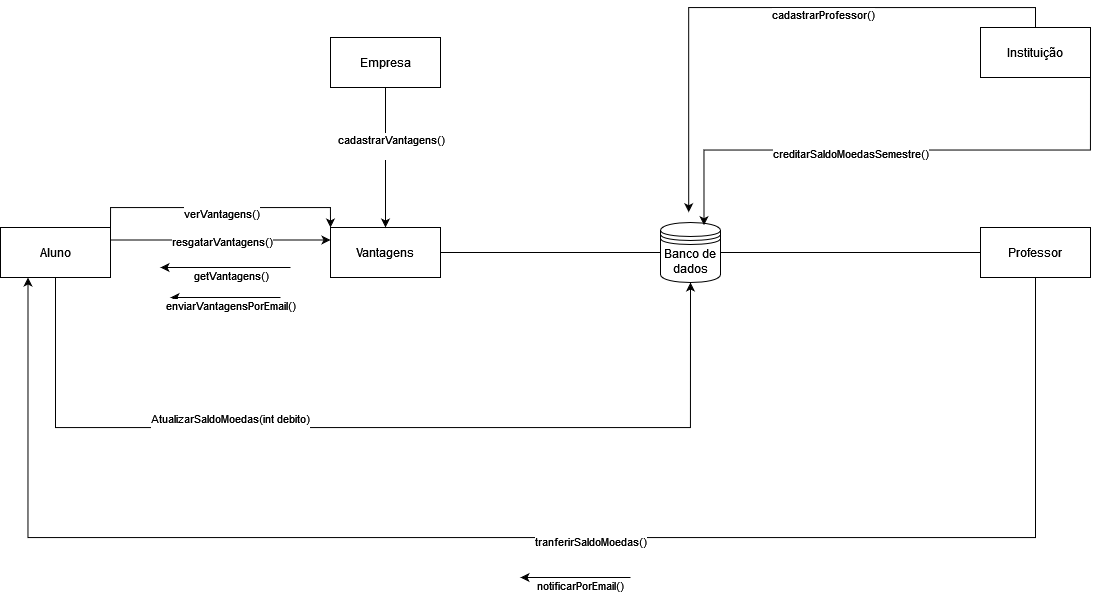 cadastrarProfessor()
Instituição
Empresa
cadastrarVantagens()
creditarSaldoMoedasSemestre()
verVantagens()
resgatarVantagens()
Aluno
Vantagens
Banco de
dados
Professor
getVantagens()
enviarVantagensPorEmail()
AtualizarSaldoMoedas(int debito)
tranferirSaldoMoedas()
notificarPorEmail()